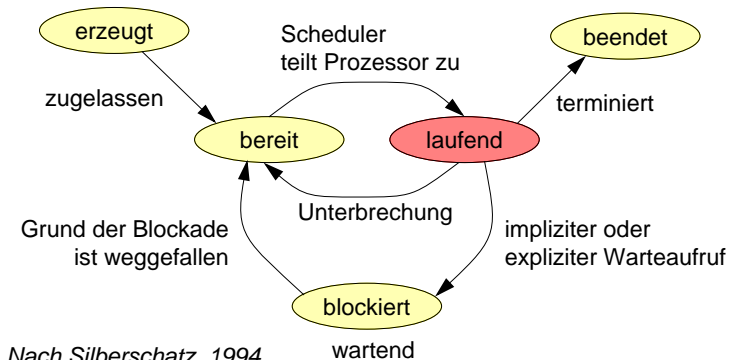 erzeugt
Scheduler
teilt Prozessor zu
beendet
zugelassen
terminiert
bereit
laufend
Unterbrechung
Grund der Blockade
ist weggefallen
impliziter oder
expliziter Warteaufruf
blockiert
wartend
Nach Silberschatz, 1994